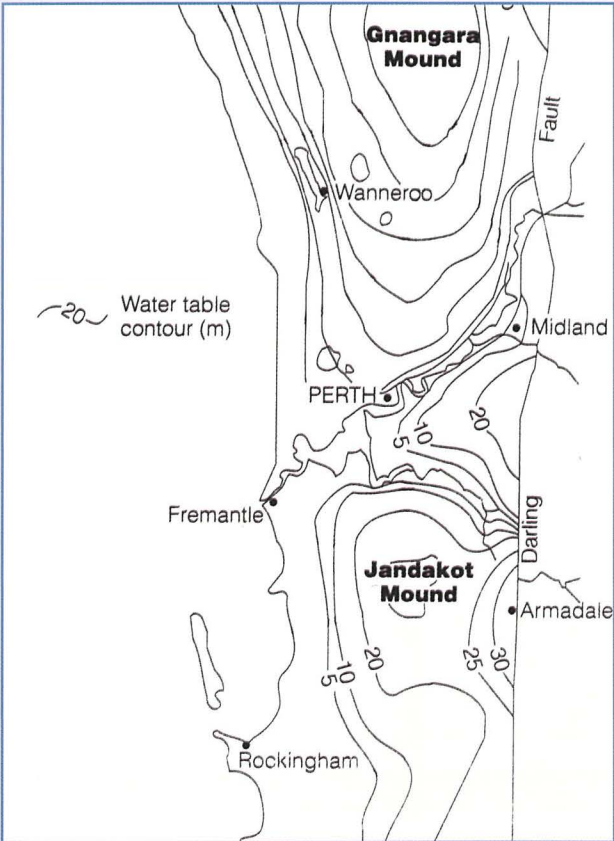 Gnangara
Mound
Fault
Wanneroo
20
Water table
contour (m)
Midland
PERTH
20
10
5
Fremantle
Darling
Jandakot
Mound
Armadale
20
10
5
25
30
Rockingham